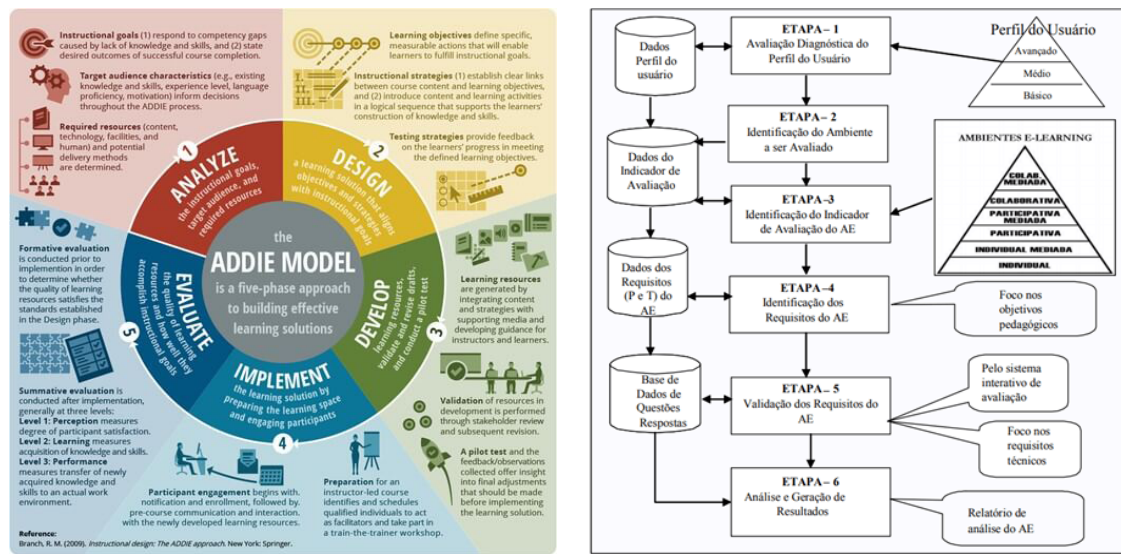 Instructional goals (1) respond to competency gaps
caused by lack of knowledge and skills, and (2) state
desired outcomes of successful course completion.
Target audience characteristics (e.g., existing
knowledge and skills, experience level, language
proficiency, motivation) inform decisions
throughout the ADDIE process.
Required resources (content,
technology, facilities, and
human) and potential
delivery methods
are determined.
Learning objectives define specific,
measurable actions that will enable
learners to fulfill instructional goals.
Instructional strategies (1) establish clear links
between course content and learning objectives,
and (2) introduce content and learning activities
in a logical sequence that supports the learners'
construction of knowledge and skills.
Testing strategies provide feedback
on the learners' progress in meeting
the defined learning objectives.
I.
II.
III.
1
ANALYZE
the instructional goals,
target audience, and
required resources
2
DESIGN
a learning solution that aligns
objectives and strategies
with instructional goals
the
ADDIE MODEL
is a five-phase approach
to building effective
learning solutions
3
DEVELOP
learning resources,
validate and revise drafts,
and conduct a pilot test
4
IMPLEMENT
the learning solution by
preparing the learning space
and engaging participants
5
EVALUATE
the quality of learning
resources and how well they
accomplish instructional goals
Learning resources
are generated by
integrating content
and strategies with
supporting media and
developing guidance for
instructors and learners.
Validation of resources in
development is performed
through stakeholder review
and subsequent revision.
A pilot test and the
feedback/observations
collected offer insight
into final adjustments
that should be made
before implementing
the learning solution.
Preparation for an
instructor-led course
identifies and schedules
qualified individuals to act
as facilitators and take part in
a train-the-trainer workshop.
Participant engagement begins with
notification and enrollment, followed by
pre-course communication and interaction
with the newly developed learning resources.
Formative evaluation
is conducted prior to
implemention in order
to determine whether
the quality of learning
resources satisfies the
standards established
in the Design phase.
Summative evaluation is
conducted after implementation,
generally at three levels:
Level 1: Perception measures
degree of participant satisfaction.
Level 2: Learning measures
acquisition of knowledge and skills.
Level 3: Performance
measures transfer of newly
acquired knowledge and
skills to an actual work
environment.
Reference:
Branch, R. M. (2009). Instructional design: The ADDIE approach. New York: Springer.
Dados
Perfil do
usuário
ETAPA– 1
Avaliação Diagnóstica do
Perfil do Usuário
Perfil do Usuário
Avançado
Médio
Básico
ETAPA– 2
Identificação do Ambiente
a ser Avaliado
Dados do
Indicador de
Avaliação
ETAPA–3
Identificação do Indicador
de Avaliação do AE
AMBIENTES E-LEARNING
COLAB.
MEDIADA
COLABORATIVA
PARTICIPATIVA
MEDIADA
PARTICIPATIVA
INDIVIDUAL MEDIADA
INDIVIDUAL
Dados dos
Requisitos
(P e T) do
AE
ETAPA–4
Identificação dos
Requisitos do AE
Foco nos
objetivos
pedagógicos
Base de
Dados de
Questões
Respostas
ETAPA– 5
Validação dos Requisitos do
AE
Pelo sistema
interativo de
avaliação
Foco nos
requisitos
técnicos
ETAPA–6
Análise e Geração de
Resultados
Relatório de
análise do AE